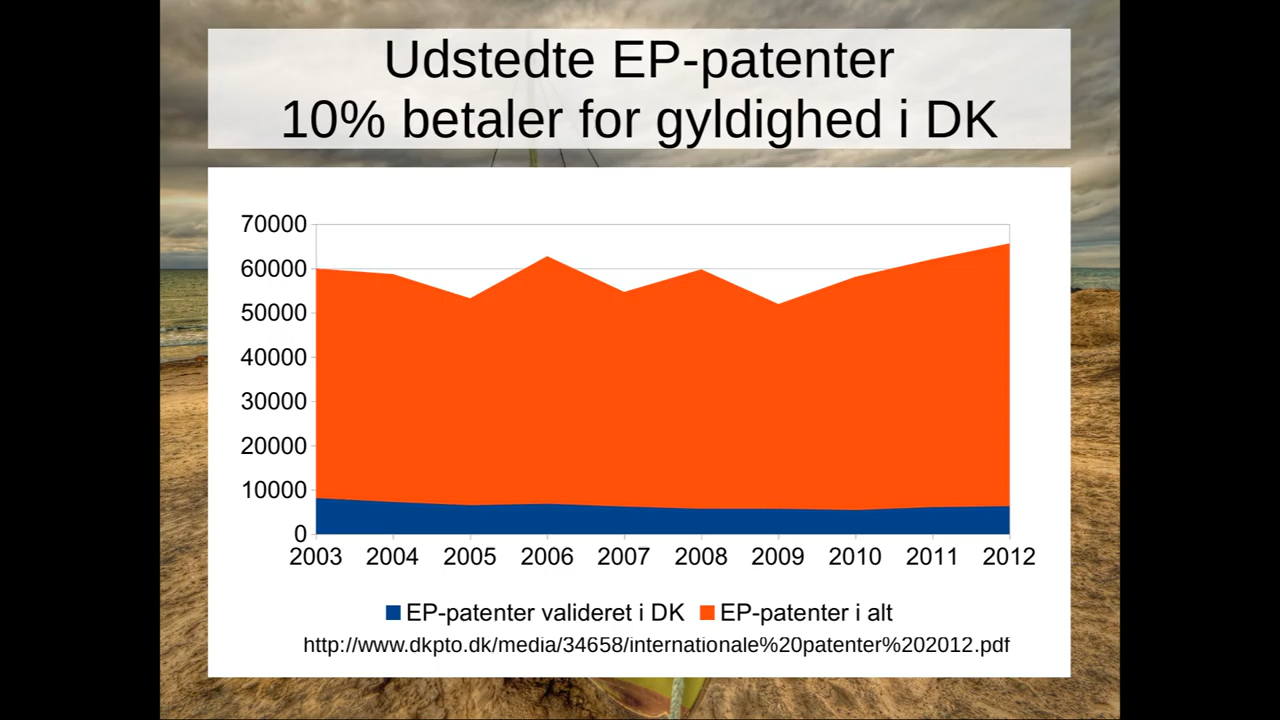 Udstedte EP-patenter
10% betaler for gyldighed i DK
70000
60000
50000
40000
30000
20000
10000
0
2003 2004 2005 2006 2007 2008 2009 2010 2011 2012
EP-patenter valideret i DK EP-patenter i alt
http://www.dkpto.dk/media/34658/internationale%20patenter%202012.pdf